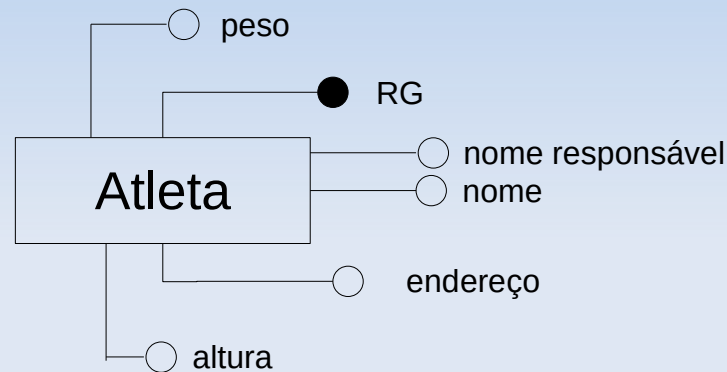 peso
RG
nome responsável
Atleta
nome
endereço
altura